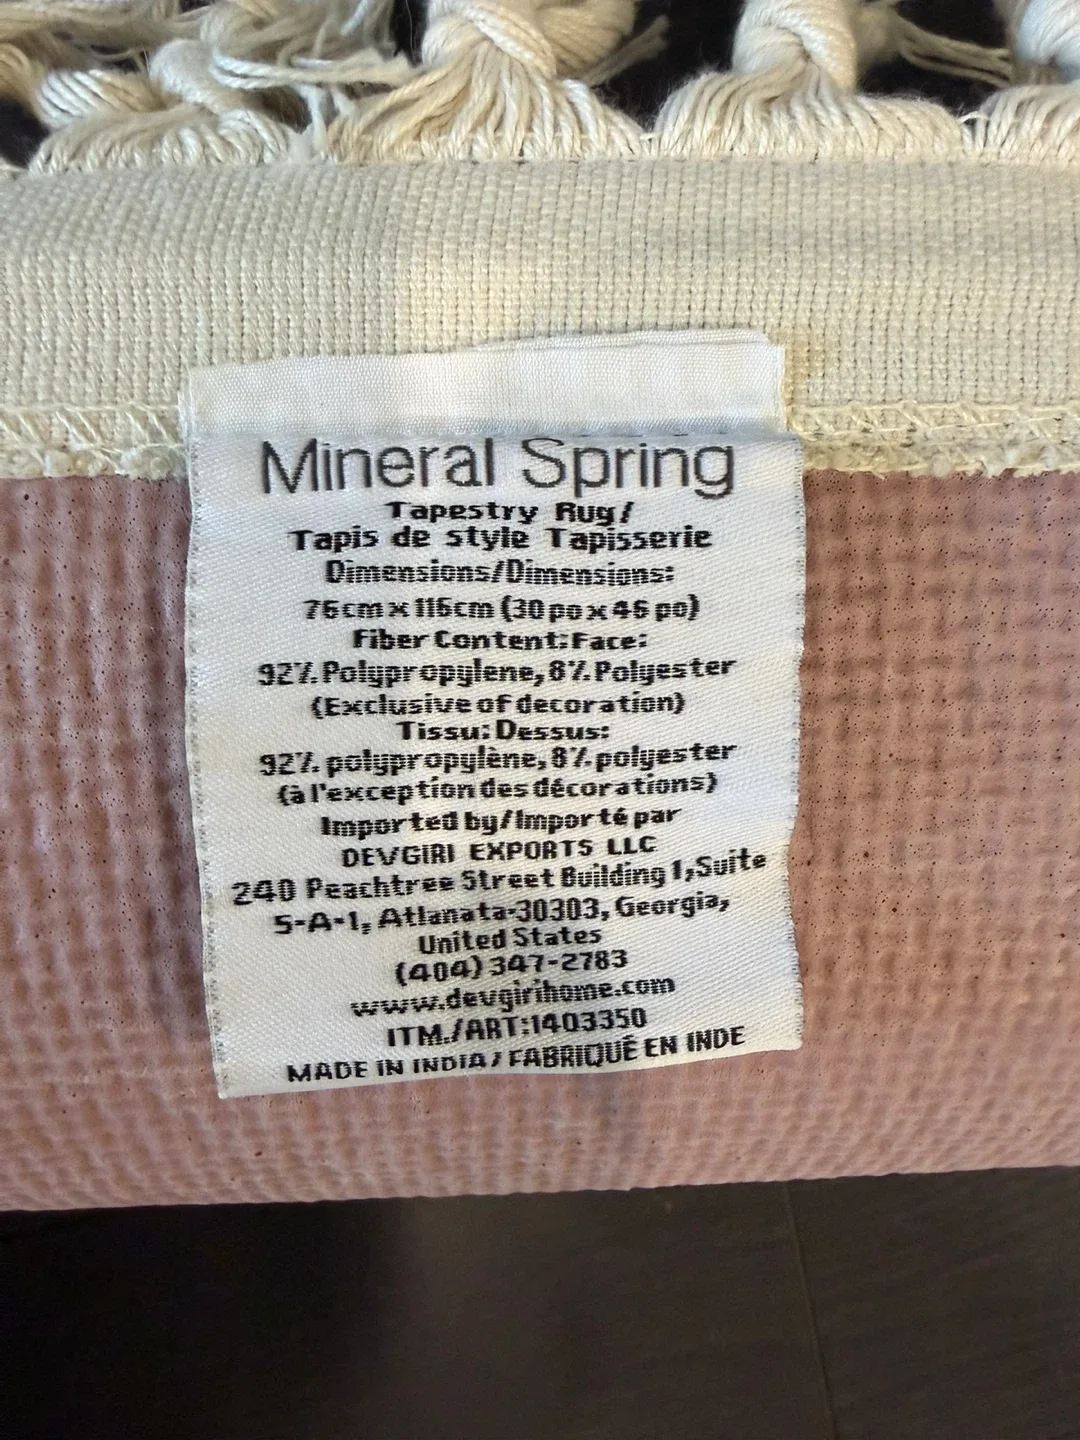 Mineral Spring
Tapestry Rug/
Tapis de style Tapisserie
Dimensions/Dimensions:
76cm x 116cm (30 po x 46 po)
Fiber Content: Face:
92% Polypropylene, 8% Polyester
(Exclusive of decoration)
Tissu: Dessus:
92% polypropylène, 8% polyester
(à l'exception des décorations)
Imported by/Importé par
DEVGIRI EXPORTS LLC
240 Peachtree Street Building 1, Suite
5-A-1, Atlanata-30303, Georgia,
United States
(404) 347-2783
www.devgirihome.com
ITM./ART:1403350
MADE IN INDIA / FABRIQUÉ EN INDE